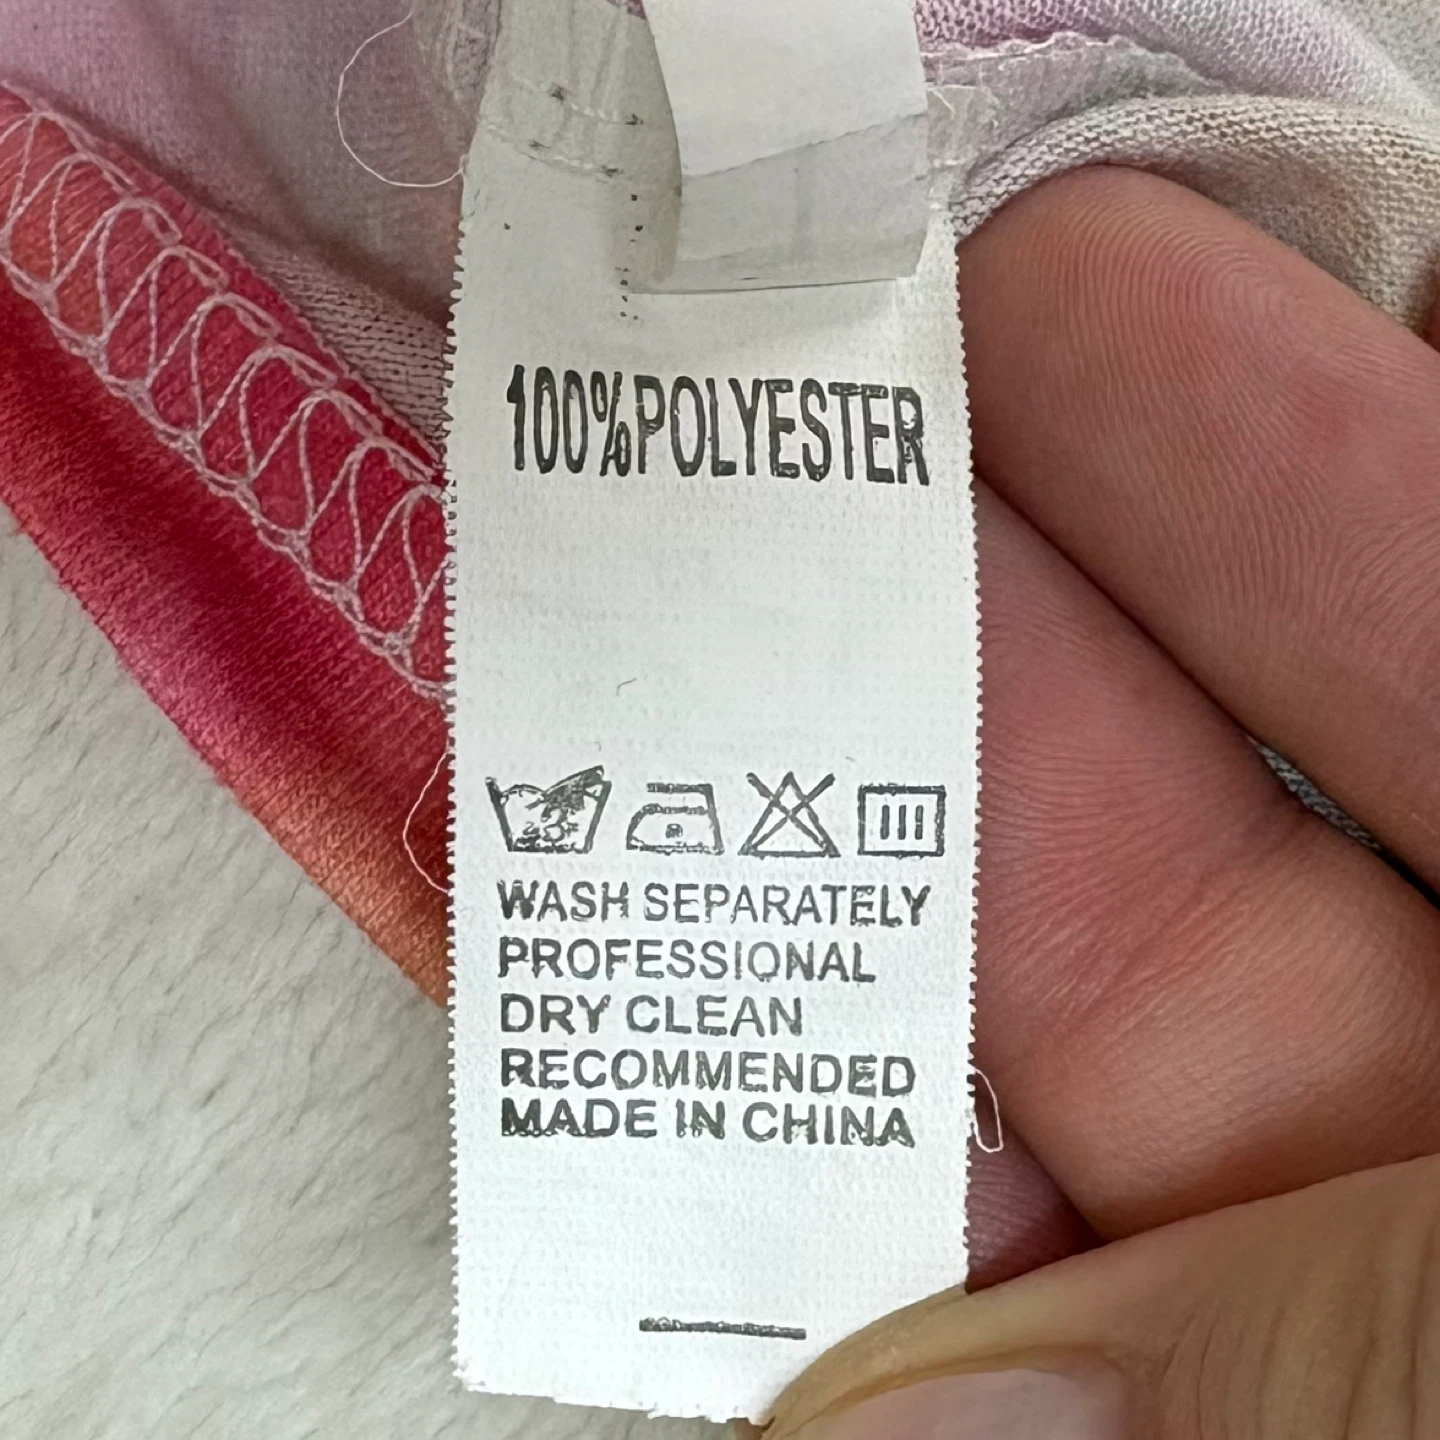 100%POLYESTER
WASH SEPARATELY
PROFESSIONAL
DRY CLEAN
RECOMMENDED
MADE IN CHINA